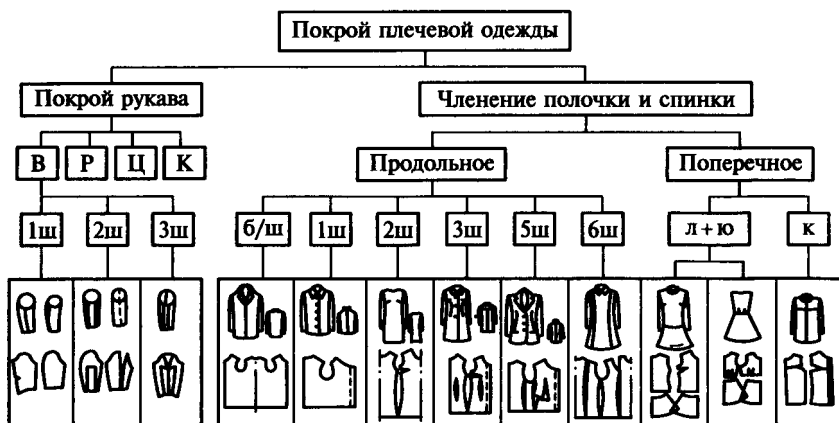 Покрой плечевой одежды
Покрой рукава
Членение полочки и спинки
В Р Ц К
Продольное
Поперечное
1ш 2ш 3ш
б/ш 1ш 2ш 3ш 5ш 6ш
л + ю
к